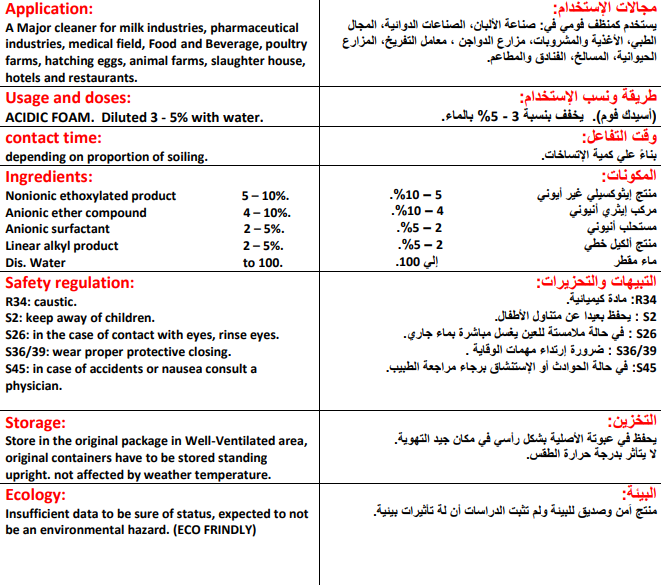 Application:
A Major cleaner for milk industries, pharmaceutical
industries, medical field, Food and Beverage, poultry
farms, hatching eggs, animal farms, slaughter house,
hotels and restaurants.
مجالات الإستخدام:
يستخدم كمنظف فومي في: صناعة الألبان، الصناعات الدوائية، المجال
الطبي، الأغذية والمشروبات، مزارع الدواجن ، معامل التفريخ، المزارع
الحيوانية، المسالخ، الفنادق والمطاعم.
Usage and doses:
ACIDIC FOAM. Diluted 3 - 5% with water.
طريقة ونسب الإستخدام:
(أسيدك فوم). يخفف بنسبة 3 - 5% بالماء.
contact time:
depending on proportion of soiling.
وقت التفاعل:
بناءً علي كمية الإتساخات.
Ingredients:
Nonionic ethoxylated product 5 – 10%.
Anionic ether compound 4 – 10%.
Anionic surfactant 2 – 5%.
Linear alkyl product 2 – 5%.
Dis. Water to 100.
المكونات:
منتج إيثوكسيلي غير أيوني 5 – 10%.
مركب إيثري أنيوني 4 – 10%.
مستحلب أنيوني 2 – 5%.
منتج ألكيل خطي 2 – 5%.
ماء مقطر إلي 100.
Safety regulation:
R34: caustic.
S2: keep away of children.
S26: in the case of contact with eyes, rinse eyes.
S36/39: wear proper protective closing.
S45: in case of accidents or nausea consult a
physician.
التبيهات والتحزيرات:
R34: مادة كيميائية.
S2 : يحفظ بعيدا عن متناول الأطفال.
S26 : في حالة ملامستة للعين يغسل مباشرة بماء جاري.
S36/39 : ضرورة إرتداء مهمات الوقاية .
S45: في حالة الحوادث أو الإستنشاق برجاء مراجعة الطبيب.
Storage:
Store in the original package in Well-Ventilated area,
original containers have to be stored standing
upright. not affected by weather temperature.
التخزين:
يحفظ في عبوتة الأصلية بشكل رأسي في مكان جيد التهوية.
لا يتأثر بدرجة حرارة الطقس.
Ecology:
Insufficient data to be sure of status, expected to not
be an environmental hazard. (ECO FRINDLY)
البيئة:
منتج أمن وصديق للبيئة ولم تثبت الدراسات أن لة تأثيرات بيئية.